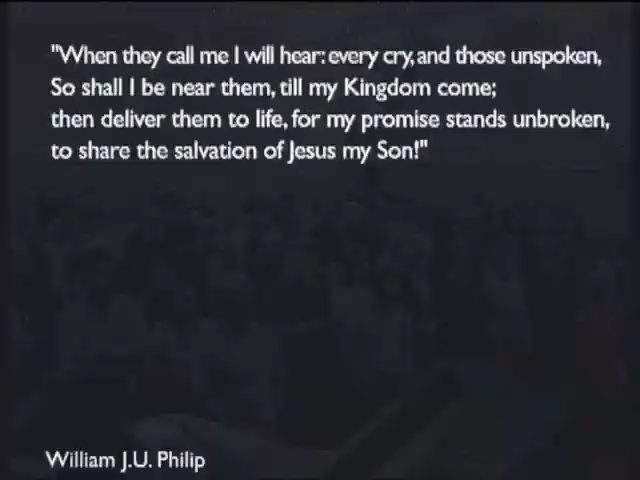 "When they call me I will hear: every cry, and those unspoken,
So shall I be near them, till my Kingdom come;
then deliver them to life, for my promise stands unbroken,
to share the salvation of Jesus my Son!"
William J.U. Philip